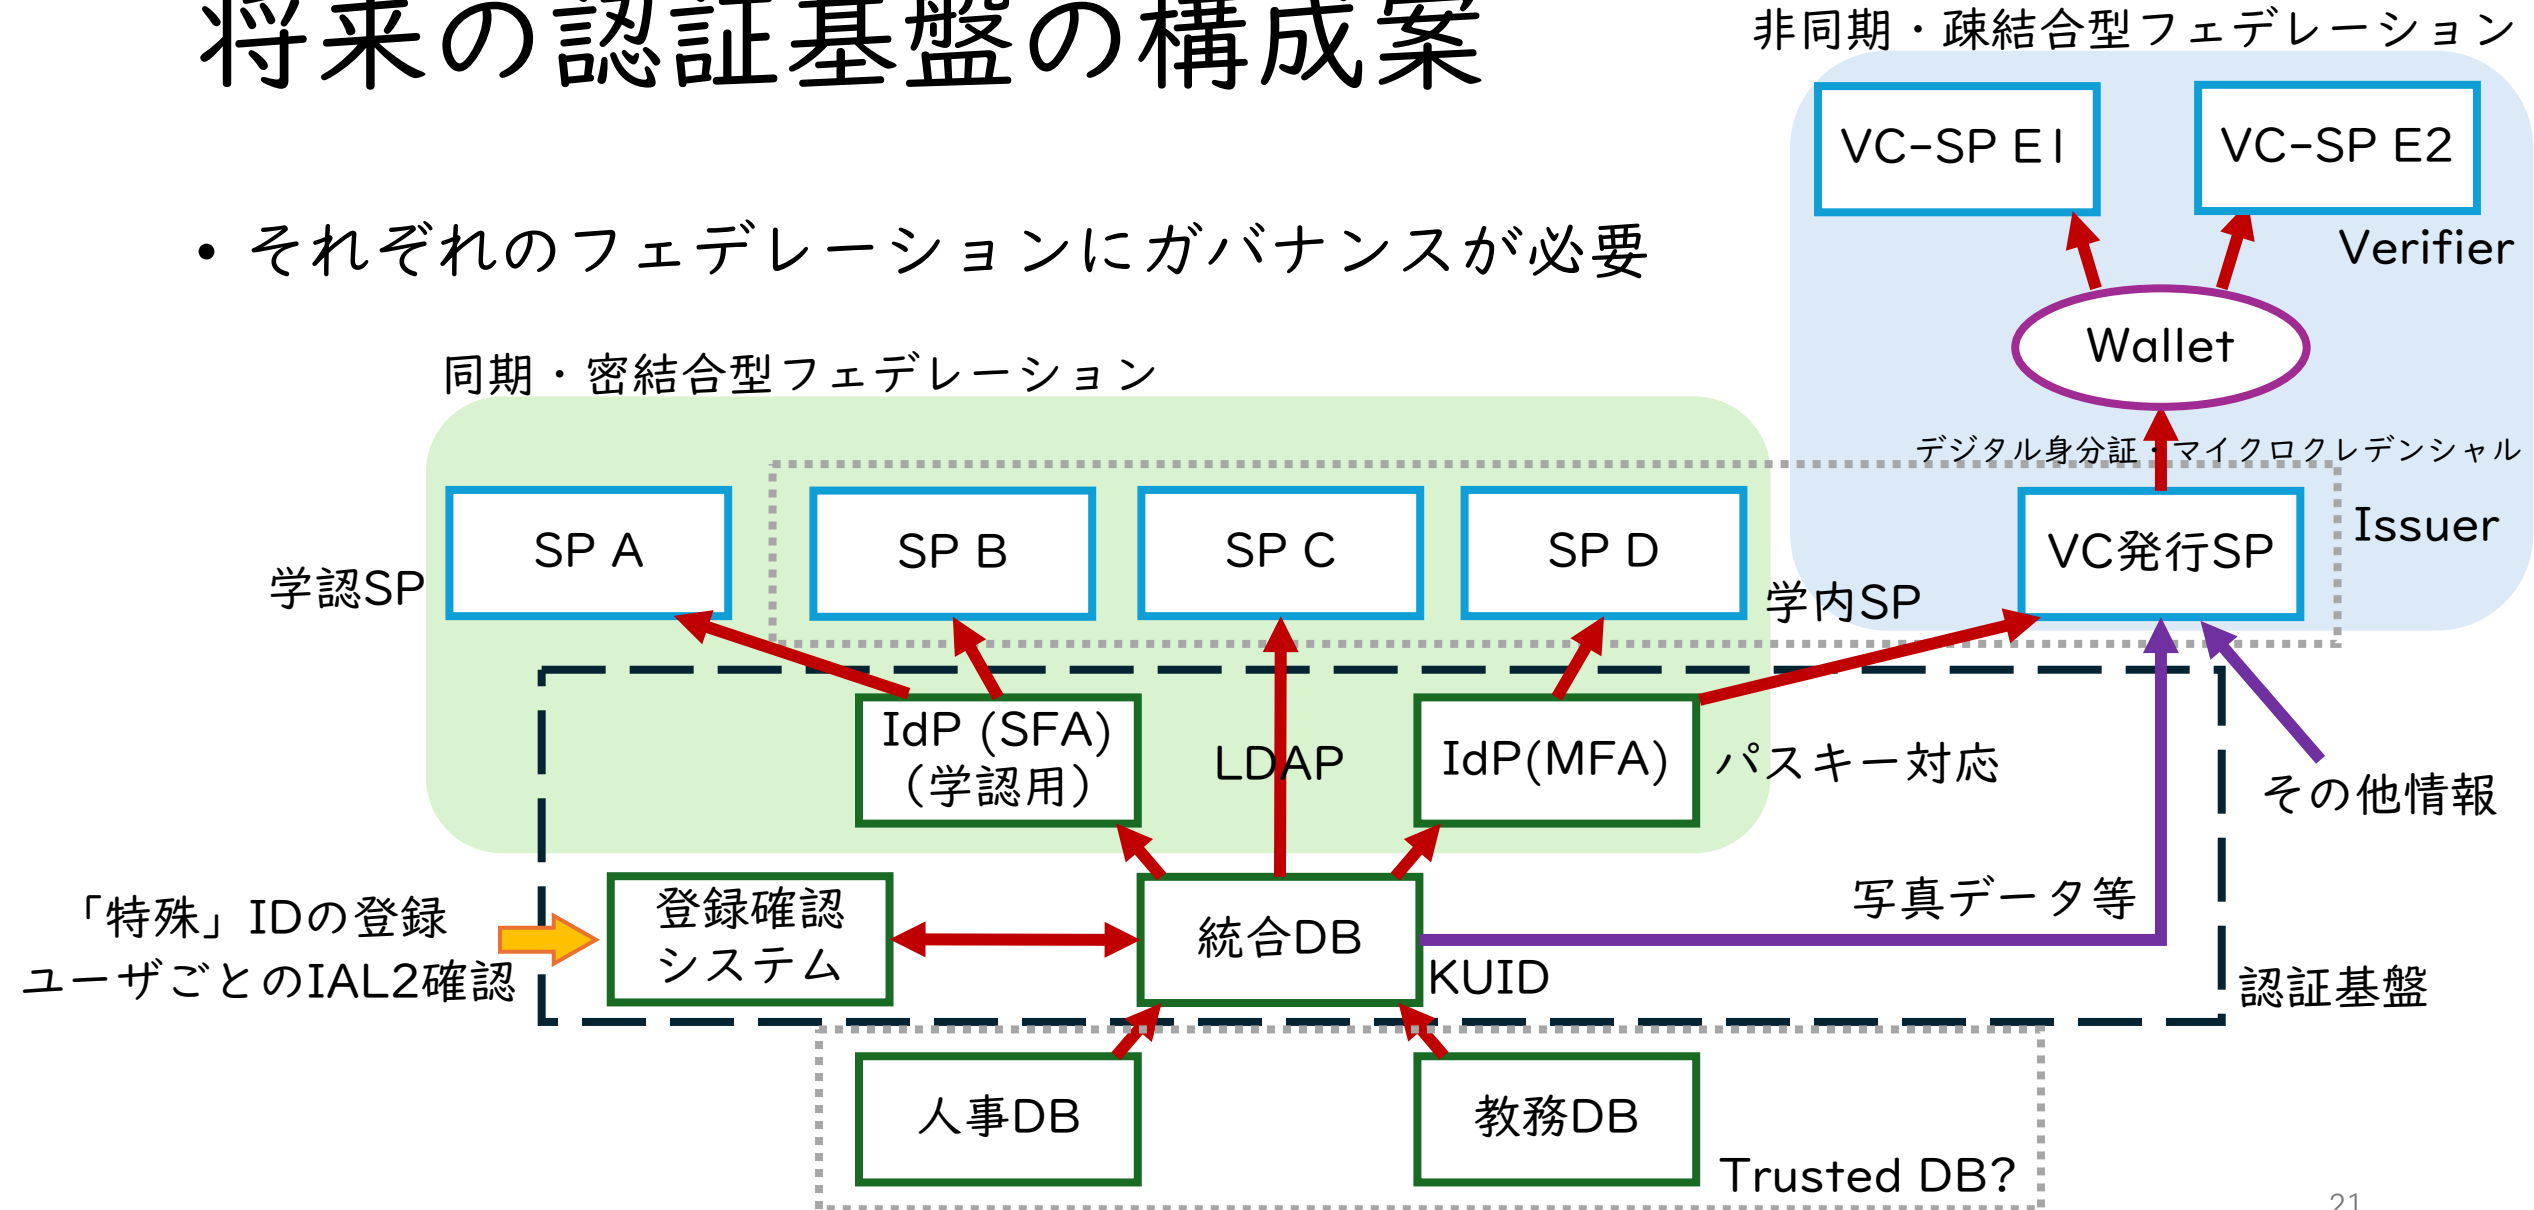 将来の認証基盤の構成案
非同期・疎結合型フェデレーション
VC-SP E1
VC-SP E2
• それぞれのフェデレーションにガバナンスが必要
Verifier
Wallet
同期・密結合型フェデレーション
デジタル身分証・マイクロクレデンシャル
SP A
SP B
SP C
SP D
VC発行SP
Issuer
学認SP
学内SP
IdP (SFA)
(学認用)
LDAP
IdP(MFA)
パスキー対応
その他情報
「特殊」IDの登録
ユーザごとのIAL2確認
登録確認
システム
統合DB
写真データ等
KUID
認証基盤
人事DB
教務DB
Trusted DB?
21